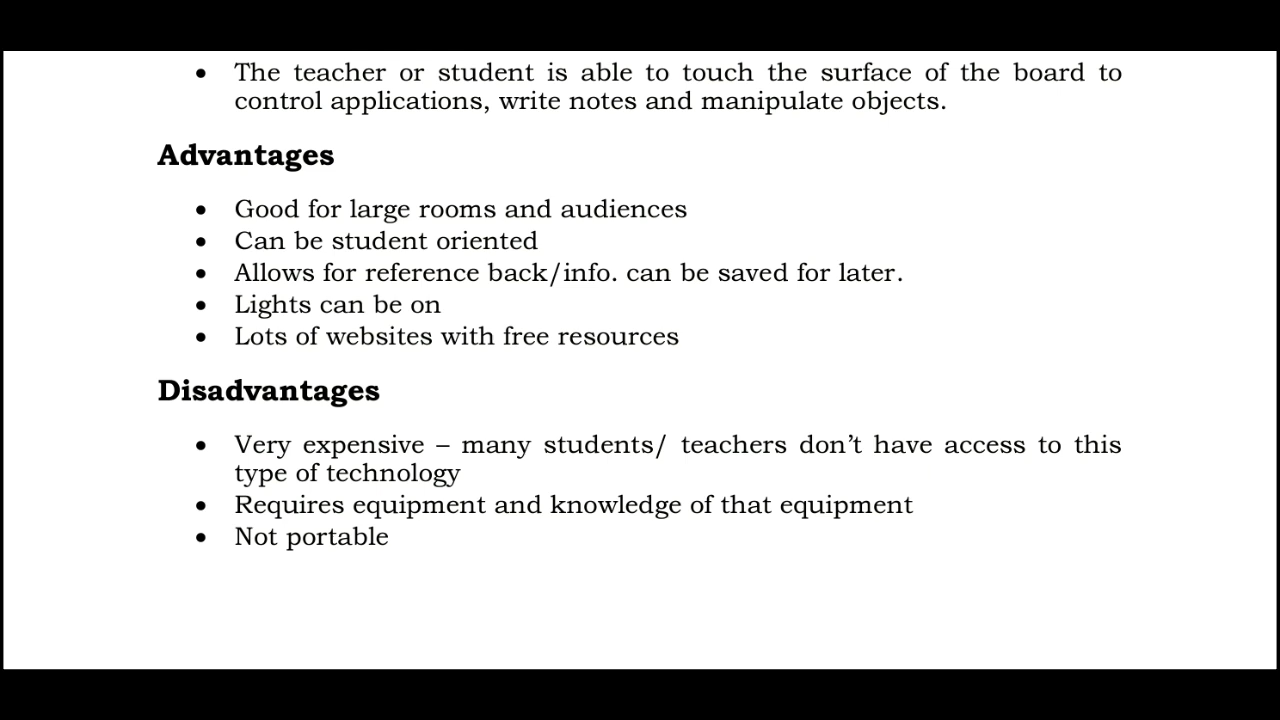 • The teacher or student is able to touch the surface of the board to
control applications, write notes and manipulate objects.
Advantages
• Good for large rooms and audiences
• Can be student oriented
• Allows for reference back/info. can be saved for later.
• Lights can be on
• Lots of websites with free resources
Disadvantages
• Very expensive – many students/ teachers don’t have access to this
type of technology
• Requires equipment and knowledge of that equipment
• Not portable